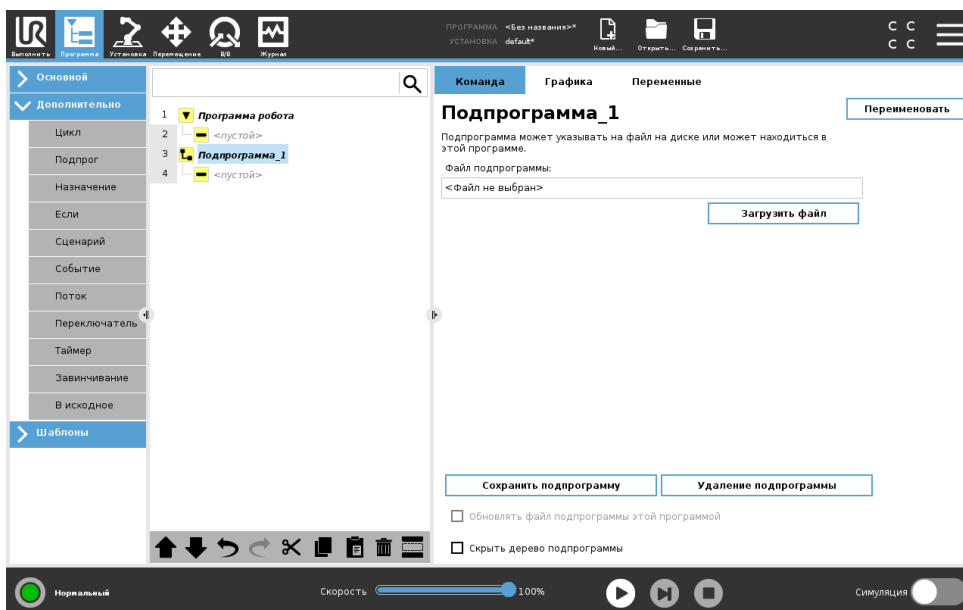 UR
Выполнить Программа Установка Перемещение В/В Журнал
ПРОГРАММА <Без названия>*
УСТАНОВКА default*
Новый... Открыть... Сохранить...
C C
C C
Основной
Дополнительно
Цикл
Подпрог
Назначение
Если
Сценарий
Событие
Поток
Переключатель
Таймер
Завинчивание
В исходное
Шаблоны
1 Программа робота
2 <пустой>
3 Подпрограмма_1
4 <пустой>
Команда Графика Переменные
Подпрограмма_1
Переименовать
Подпрограмма может указывать на файл на диске или может находиться в
этой программе.
Файл подпрограммы:
<Файл не выбран>
Загрузить файл
Сохранить подпрограмму Удаление подпрограммы
Обновлять файл подпрограммы этой программой
Скрыть дерево подпрограммы
Нормальный
Скорость 100%
Симуляция